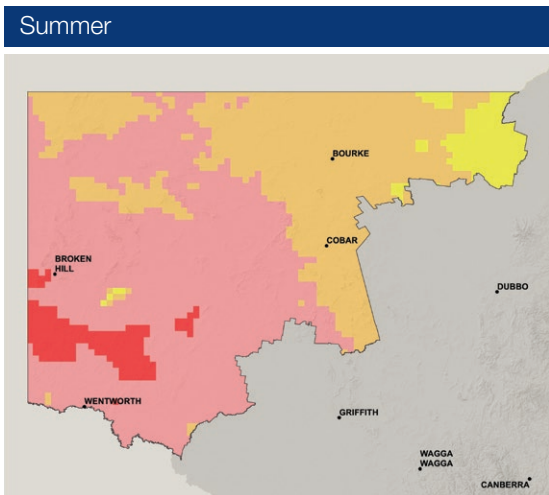 Summer
BOURKE
COBAR
BROKEN
HILL
DUBBO
WENTWORTH
GRIFFITH
WAGGA
WAGGA
CANBERRA